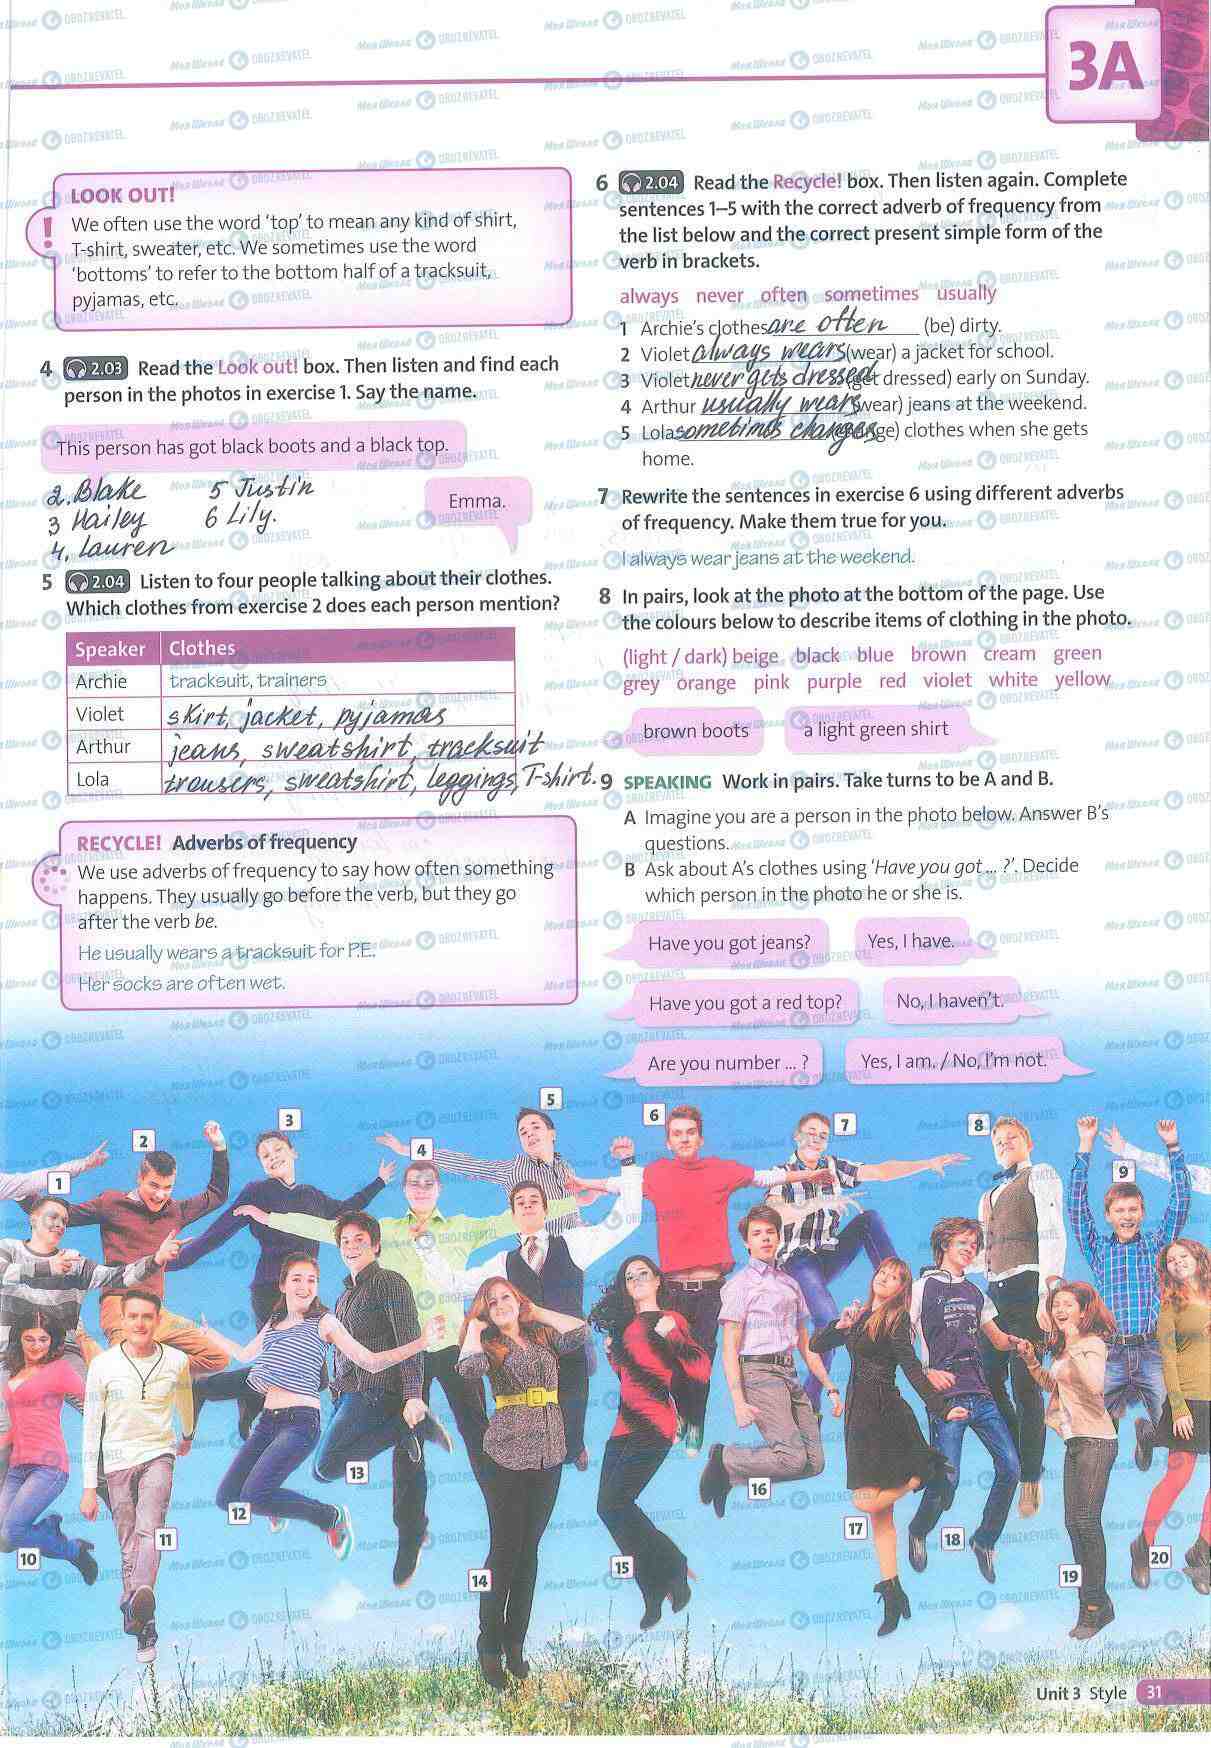 3A
LOOK OUT!
!
We often use the word ‘top’ to mean any kind of shirt,
T-shirt, sweater, etc. We sometimes use the word
‘bottoms’ to refer to the bottom half of a tracksuit,
pyjamas, etc.
4 2.03 Read the Look out! box. Then listen and find each
person in the photos in exercise 1. Say the name.
This person has got black boots and a black top.
Emma.
2. Blake 5 Justin
3 Hailey 6 Lily.
4. Lauren
5 2.04 Listen to four people talking about their clothes.
Which clothes from exercise 2 does each person mention?
Speaker Clothes
Archie tracksuit, trainers
Violet skirt, jacket, pyjamas
Arthur jeans, sweatshirt, tracksuit
Lola trousers, sweatshirt, leggings, T-shirt.
RECYCLE! Adverbs of frequency
We use adverbs of frequency to say how often something
happens. They usually go before the verb, but they go
after the verb be.
He usually wears a tracksuit for P.E.
Her socks are often wet.
6 2.04 Read the Recycle! box. Then listen again. Complete
sentences 1–5 with the correct adverb of frequency from
the list below and the correct present simple form of the
verb in brackets.
always never often sometimes usually
1 Archie’s clothes are often (be) dirty.
2 Violet always wears (wear) a jacket for school.
3 Violet never gets dressed (get dressed) early on Sunday.
4 Arthur usually wears (wear) jeans at the weekend.
5 Lola sometimes changes (change) clothes when she gets
home.
7 Rewrite the sentences in exercise 6 using different adverbs
of frequency. Make them true for you.
I always wear jeans at the weekend.
8 In pairs, look at the photo at the bottom of the page. Use
the colours below to describe items of clothing in the photo.
(light / dark) beige black blue brown cream green
grey orange pink purple red violet white yellow
brown boots a light green shirt
9 SPEAKING Work in pairs. Take turns to be A and B.
A Imagine you are a person in the photo below. Answer B’s
questions.
B Ask about A’s clothes using ‘Have you got ... ?’. Decide
which person in the photo he or she is.
Have you got jeans? Yes, I have.
Have you got a red top? No, I haven’t.
Are you number ... ? Yes, I am. / No, I’m not.
1
2
3
4
5
6
7
8
9
10
11
12
13
14
15
16
17
18
19
20
Unit 3 Style 31